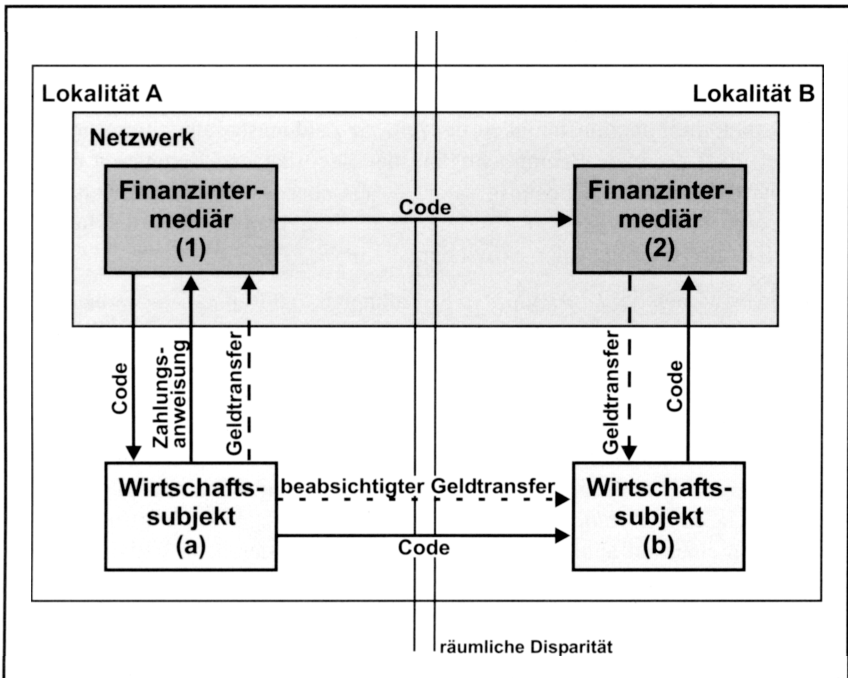 Lokalität A
Lokalität B
Netzwerk
Finanzinter-
mediär
(1)
Code
Finanzinter-
mediär
(2)
Code
Zahlungs-
anweisung
Geldtransfer
Geldtransfer
Code
Wirtschafts-
subjekt
(a)
beabsichtigter Geldtransfer
Code
Wirtschafts-
subjekt
(b)
räumliche Disparität